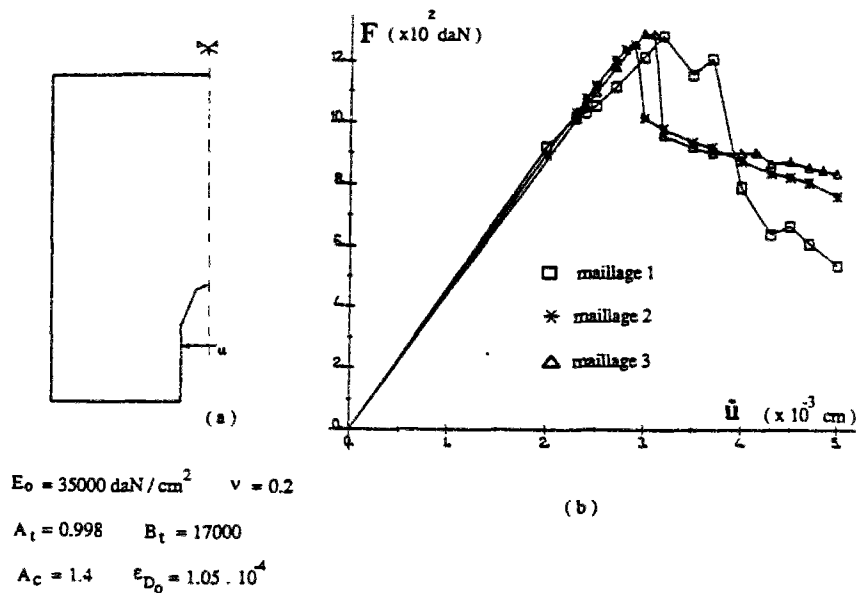 F (x10² daN)
12
10
8
6
4
2
0
0 1 2 3 4 5
ū (x 10⁻³ cm)
maillage 1
maillage 2
maillage 3
u
(a)
(b)
E₀ = 35000 daN/cm² ν = 0.2
Aₜ = 0.998 Bₜ = 17000
A_C = 1.4 ε_D₀ = 1.05 . 10⁻⁴